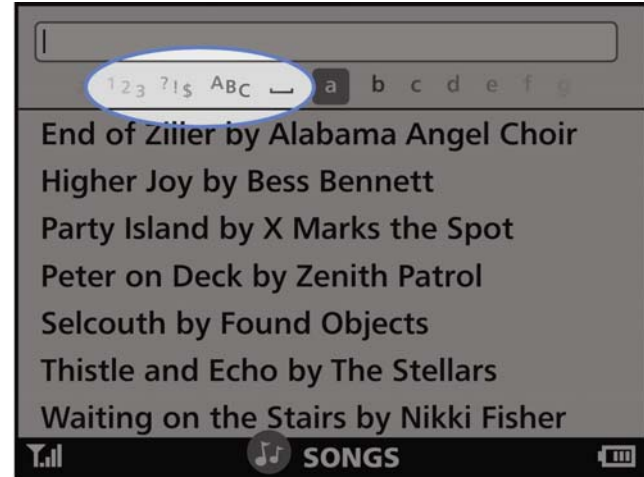 123 ?!$ ABC a b c d e f g
End of Ziller by Alabama Angel Choir
Higher Joy by Bess Bennett
Party Island by X Marks the Spot
Peter on Deck by Zenith Patrol
Selcouth by Found Objects
Thistle and Echo by The Stellars
Waiting on the Stairs by Nikki Fisher
SONGS